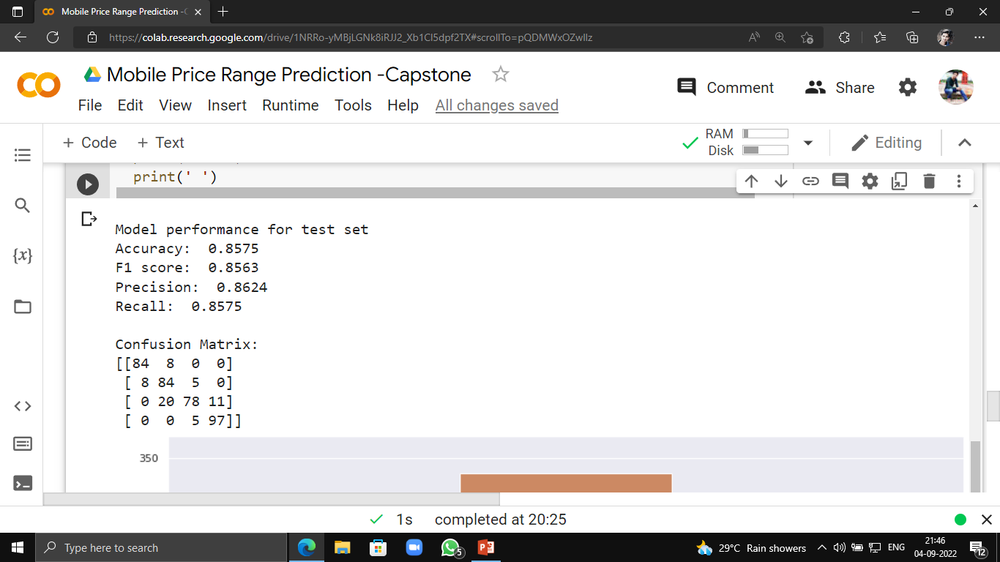 Mobile Price Range Prediction -C
https://colab.research.google.com/drive/1NRRo-yMBjLGNk8iRJJ2_Xb1Cl5dpf2TX#scrollTo=pQDMWxOZwIlz
Mobile Price Range Prediction -Capstone
File Edit View Insert Runtime Tools Help All changes saved
Comment Share
+ Code + Text
RAM
Disk
Editing
print(' ')
{x}
Model performance for test set
Accuracy:  0.8575
F1 score:  0.8563
Precision:  0.8624
Recall:  0.8575
Confusion Matrix:
[[84  8  0  0]
 [ 8 84  5  0]
 [ 0 20 78 11]
 [ 0  0  5 97]]
350
1s completed at 20:25
Type here to search
5
29°C Rain showers
ENG
21:46
04-09-2022
12